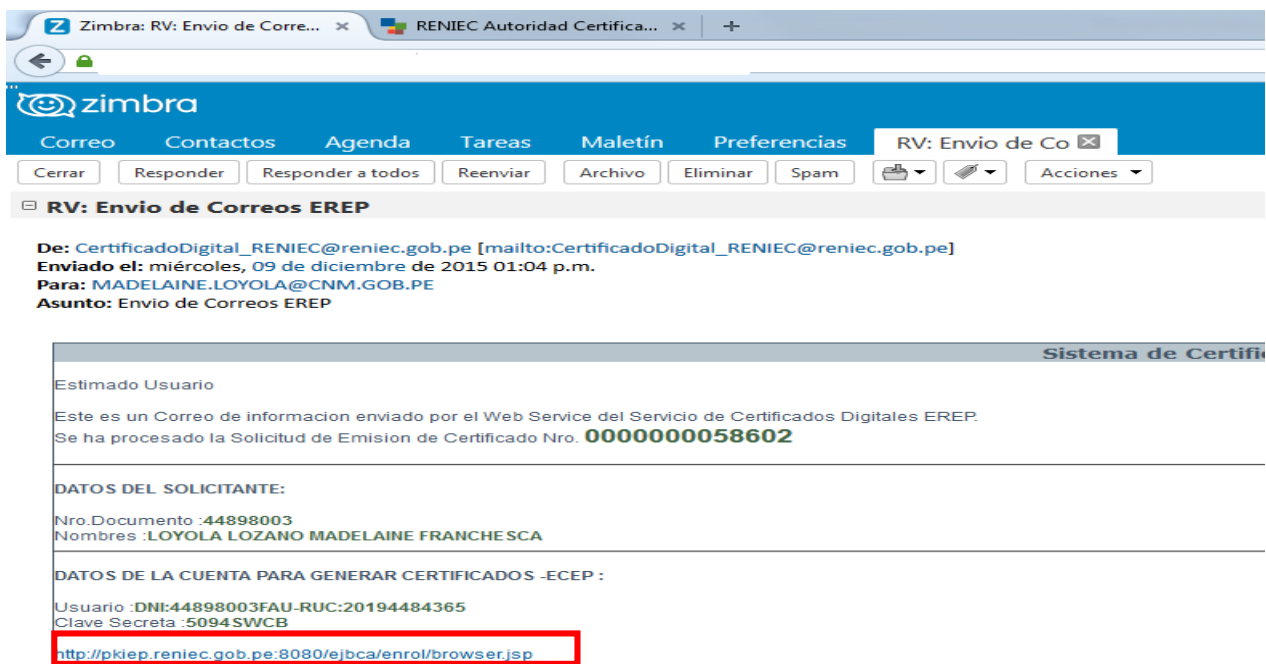 Zimbra: RV: Envio de Corre... RENIEC Autoridad Certifica...
zimbra
Correo Contactos Agenda Tareas Maletín Preferencias RV: Envio de Co
Cerrar Responder Responder a todos Reenviar Archivo Eliminar Spam Acciones
RV: Envio de Correos EREP
De: CertificadoDigital_RENIEC@reniec.gob.pe [mailto:CertificadoDigital_RENIEC@reniec.gob.pe]
Enviado el: miércoles, 09 de diciembre de 2015 01:04 p.m.
Para: MADELAINE.LOYOLA@CNM.GOB.PE
Asunto: Envio de Correos EREP
Sistema de Certifi
Estimado Usuario
Este es un Correo de informacion enviado por el Web Service del Servicio de Certificados Digitales EREP.
Se ha procesado la Solicitud de Emision de Certificado Nro. 0000000058602
DATOS DEL SOLICITANTE:
Nro.Documento :44898003
Nombres :LOYOLA LOZANO MADELAINE FRANCHESCA
DATOS DE LA CUENTA PARA GENERAR CERTIFICADOS -ECEP :
Usuario :DNI:44898003FAU-RUC:20194484365
Clave Secreta :5094SWCB
http://pkiep.reniec.gob.pe:8080/ejbca/enrol/browser.jsp